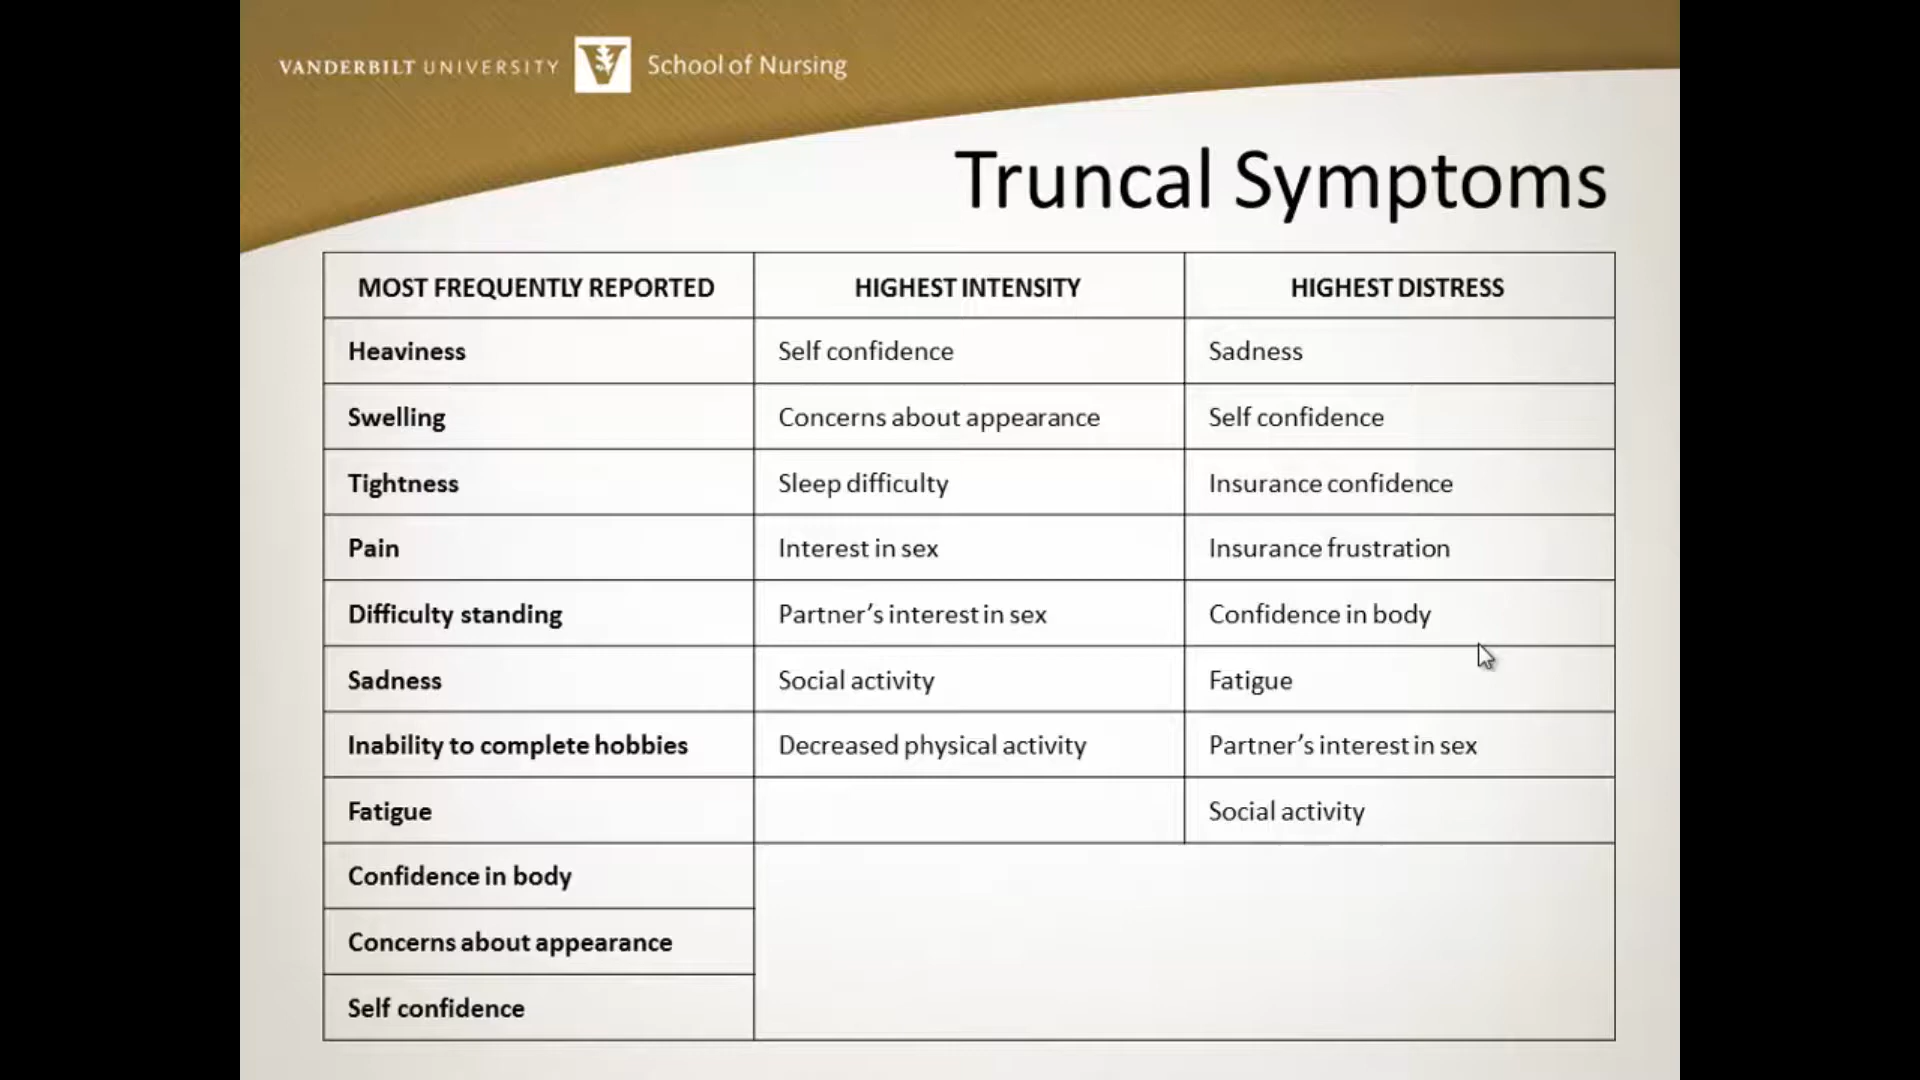 VANDERBILT UNIVERSITY School of Nursing
Truncal Symptoms
MOST FREQUENTLY REPORTED HIGHEST INTENSITY HIGHEST DISTRESS
Heaviness Self confidence Sadness
Swelling Concerns about appearance Self confidence
Tightness Sleep difficulty Insurance confidence
Pain Interest in sex Insurance frustration
Difficulty standing Partner’s interest in sex Confidence in body
Sadness Social activity Fatigue
Inability to complete hobbies Decreased physical activity Partner’s interest in sex
Fatigue Social activity
Confidence in body
Concerns about appearance
Self confidence